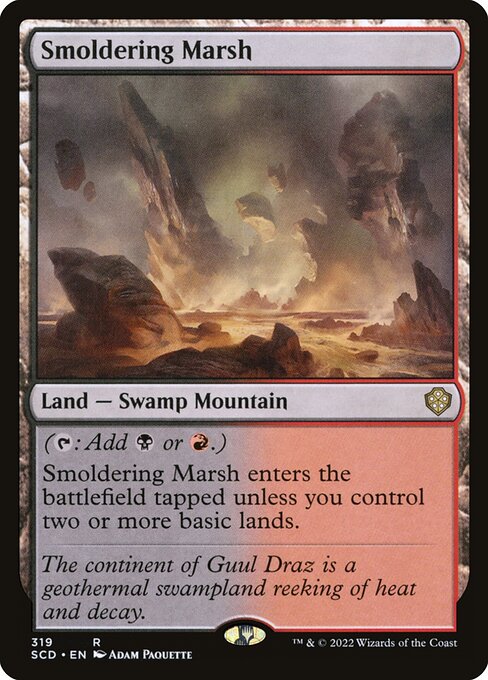 Smoldering Marsh
Land — Swamp Mountain
(: Add  or .)
Smoldering Marsh enters the
battlefield tapped unless you control
two or more basic lands.
The continent of Guul Draz is a
geothermal swampland reeking of heat
and decay.
319 R
SCD • EN Adam Paquette
™ & © 2022 Wizards of the Coast